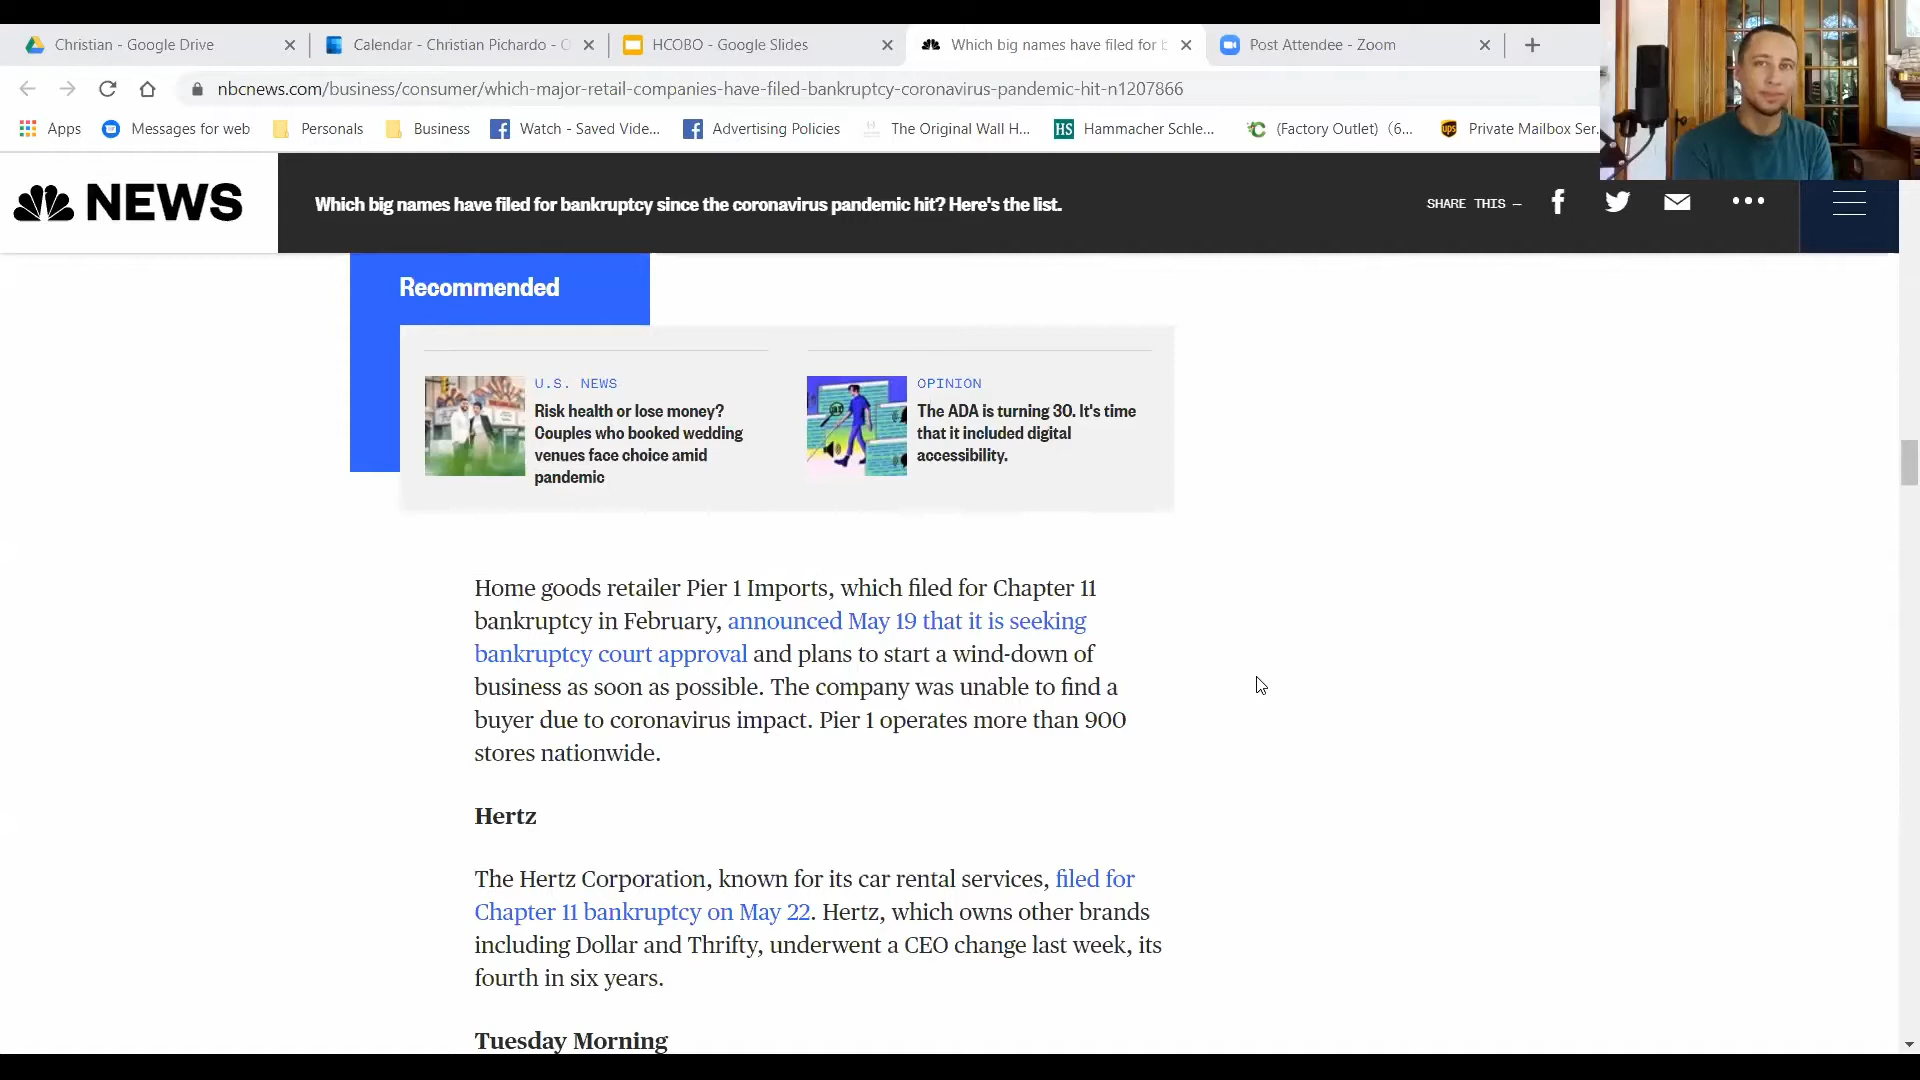 Christian - Google Drive
Calendar - Christian Pichardo - O
HCOBO - Google Slides
Which big names have filed for b
Post Attendee - Zoom
nbcnews.com/business/consumer/which-major-retail-companies-have-filed-bankruptcy-coronavirus-pandemic-hit-n1207866
Apps
Messages for web
Personals
Business
Watch - Saved Vide...
Advertising Policies
The Original Wall H...
HS
Hammacher Schle...
(Factory Outlet)（6...
ups
Private Mailbox Ser.
NEWS
Which big names have filed for bankruptcy since the coronavirus pandemic hit? Here's the list.
SHARE THIS —
Recommended
U.S. NEWS
Risk health or lose money?
Couples who booked wedding
venues face choice amid
pandemic
OPINION
The ADA is turning 30. It's time
that it included digital
accessibility.
Home goods retailer Pier 1 Imports, which filed for Chapter 11
bankruptcy in February, announced May 19 that it is seeking
bankruptcy court approval and plans to start a wind-down of
business as soon as possible. The company was unable to find a
buyer due to coronavirus impact. Pier 1 operates more than 900
stores nationwide.
Hertz
The Hertz Corporation, known for its car rental services, filed for
Chapter 11 bankruptcy on May 22. Hertz, which owns other brands
including Dollar and Thrifty, underwent a CEO change last week, its
fourth in six years.
Tuesday Morning